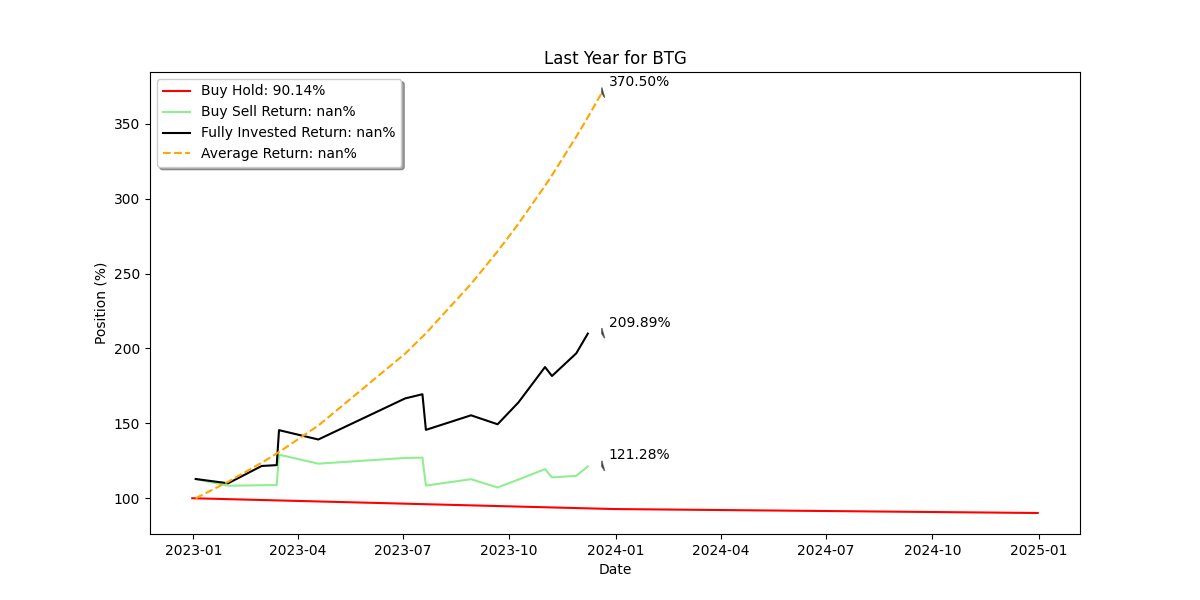 Last Year for BTG
370.50%
Buy Hold: 90.14%
Buy Sell Return: nan%
Fully Invested Return: nan%
Average Return: nan%
209.89%
121.28%
Position (%)
350
300
250
200
150
100
2023-01 2023-04 2023-07 2023-10 2024-01 2024-04 2024-07 2024-10 2025-01
Date